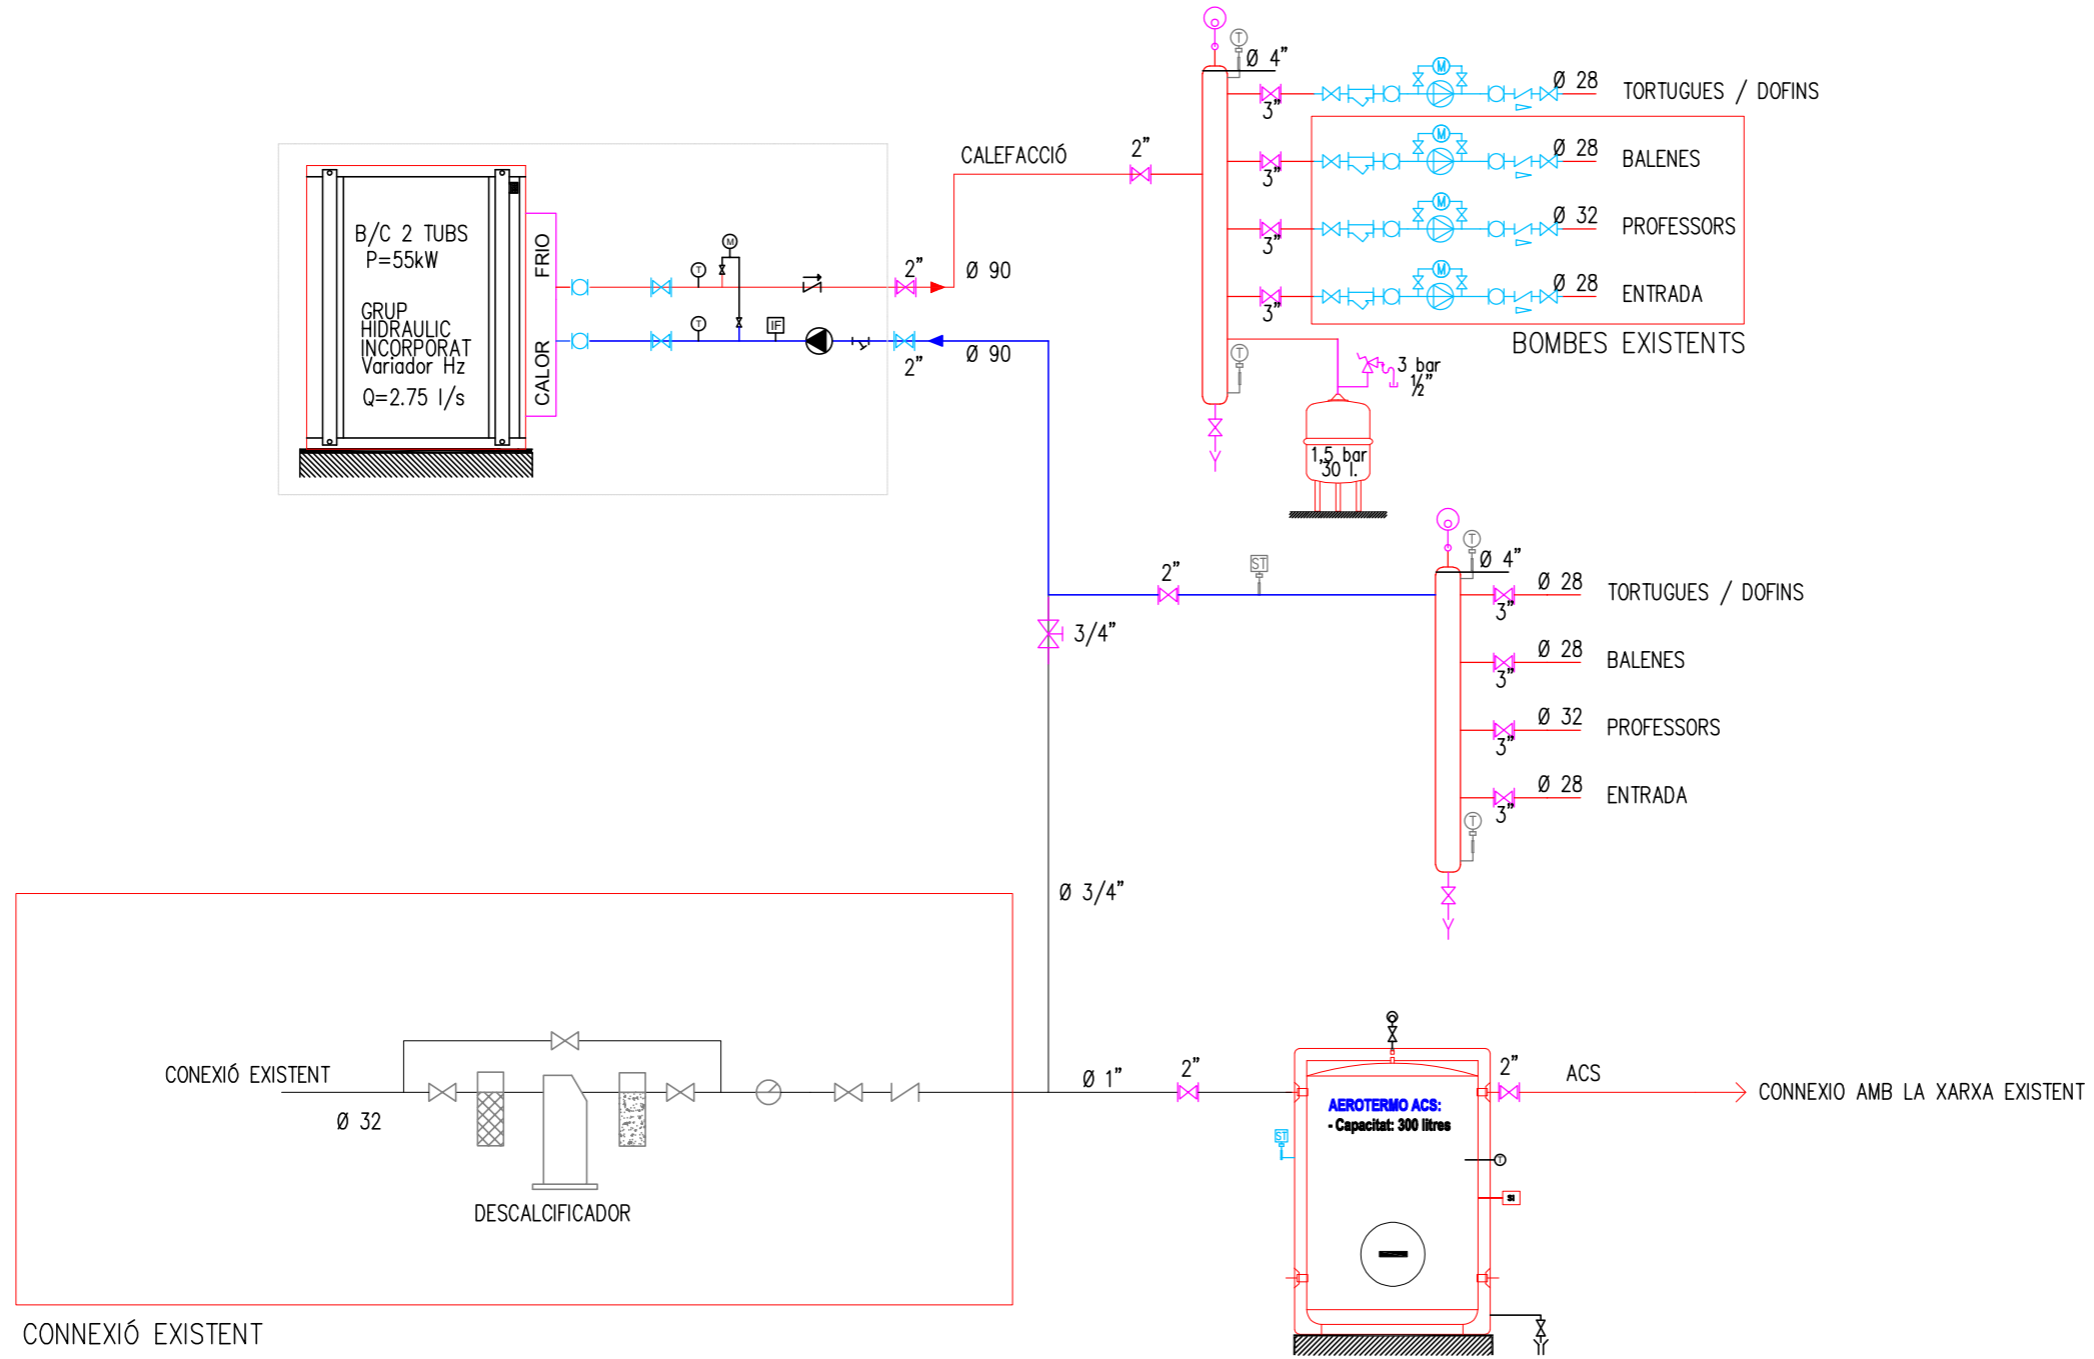 Ø 4”
Ø 28
TORTUGUES / DOFINS
3”
M
T
CALEFACCIÓ
2”
Ø 28
BALENES
3”
M
Ø 32
PROFESSORS
3”
M
Ø 28
ENTRADA
3”
M
BOMBES EXISTENTS
T
3 bar
½”
1,5 bar
30 l.
B/C 2 TUBS
P=55kW
GRUP
HIDRAULIC
INCORPORAT
Variador Hz
Q=2.75 l/s
FRIO
CALOR
M
T
T
IF
2”
Ø 90
2”
Ø 90
2”
ST
T
Ø 4”
Ø 28
TORTUGUES / DOFINS
3”
3/4”
Ø 28
BALENES
3”
Ø 32
PROFESSORS
3”
Ø 28
ENTRADA
3”
T
Ø 3/4”
CONEXIÓ EXISTENT
Ø 32
DESCALCIFICADOR
CONNEXIÓ EXISTENT
Ø 1”
2”
AEROTERMO ACS:
- Capacitat: 300 litres
ST
T
2”
ACS
CONNEXIO AMB LA XARXA EXISTENT